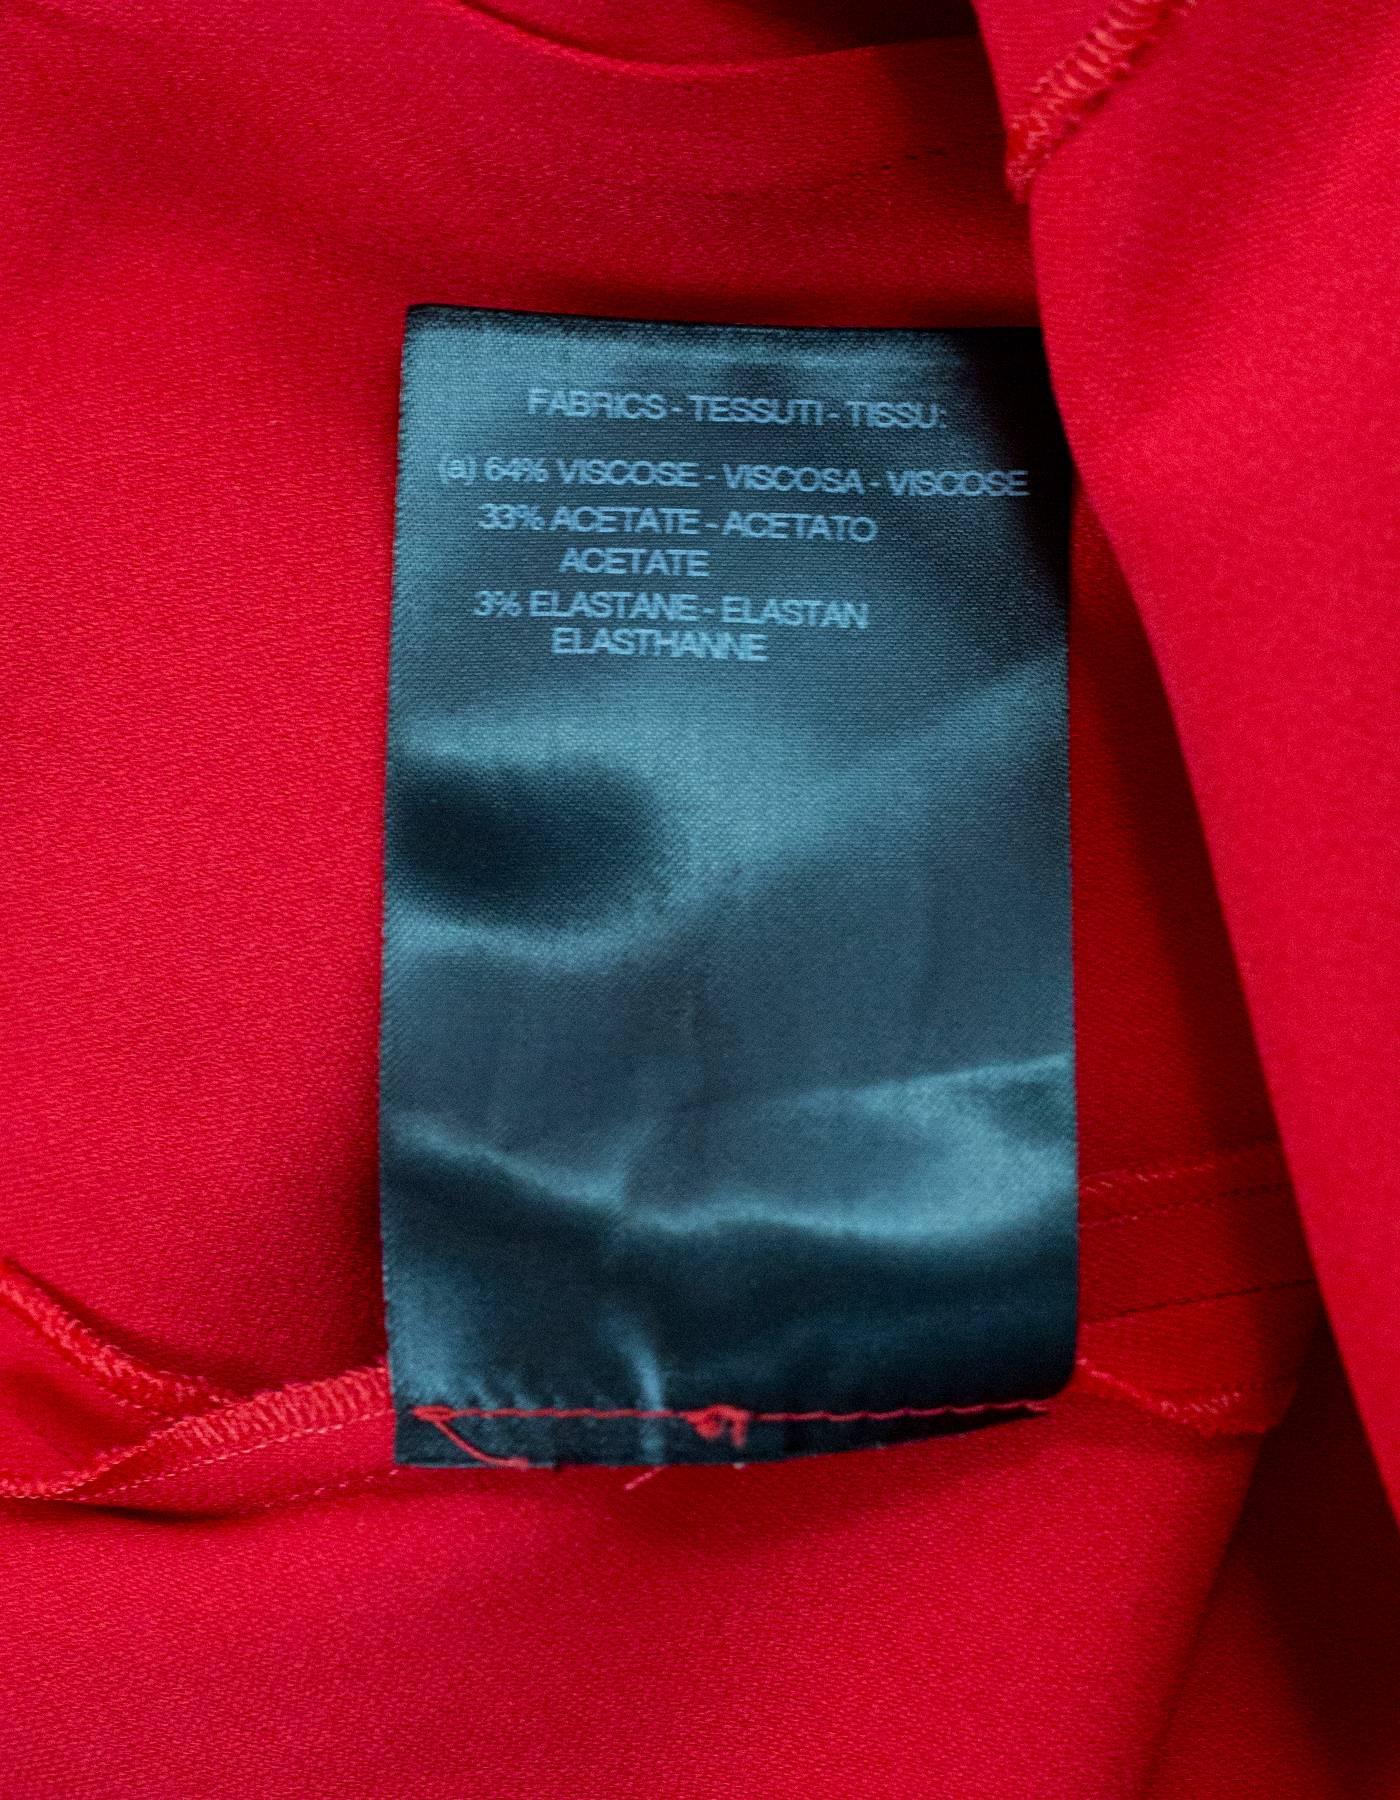 FABRICS - TESSUTI - TISSU:
(a) 64% VISCOSE - VISCOSA - VISCOSE
33% ACETATE - ACETATO
ACETATE
3% ELASTANE - ELASTAN
ELASTHANNE